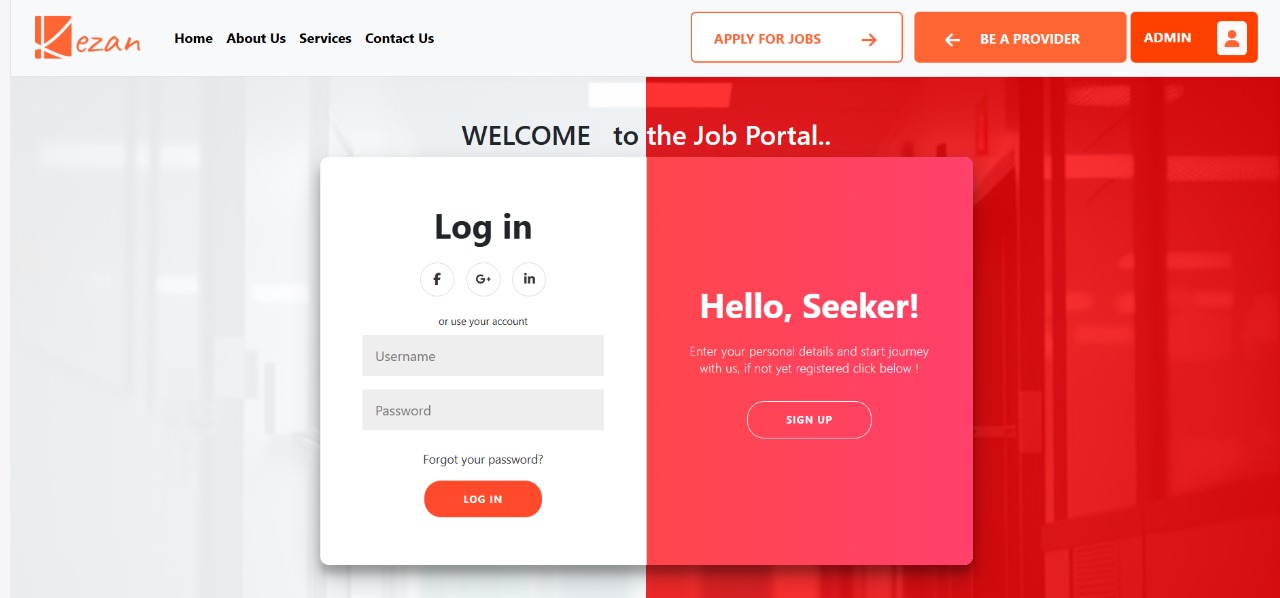 Kezan
Home About Us Services Contact Us
APPLY FOR JOBS
BE A PROVIDER
ADMIN
WELCOME to the Job Portal..
Log in
f G+ in
or use your account
Username
Password
Forgot your password?
LOG IN
Hello, Seeker!
Enter your personal details and start journey
with us, if not yet registered click below !
SIGN UP